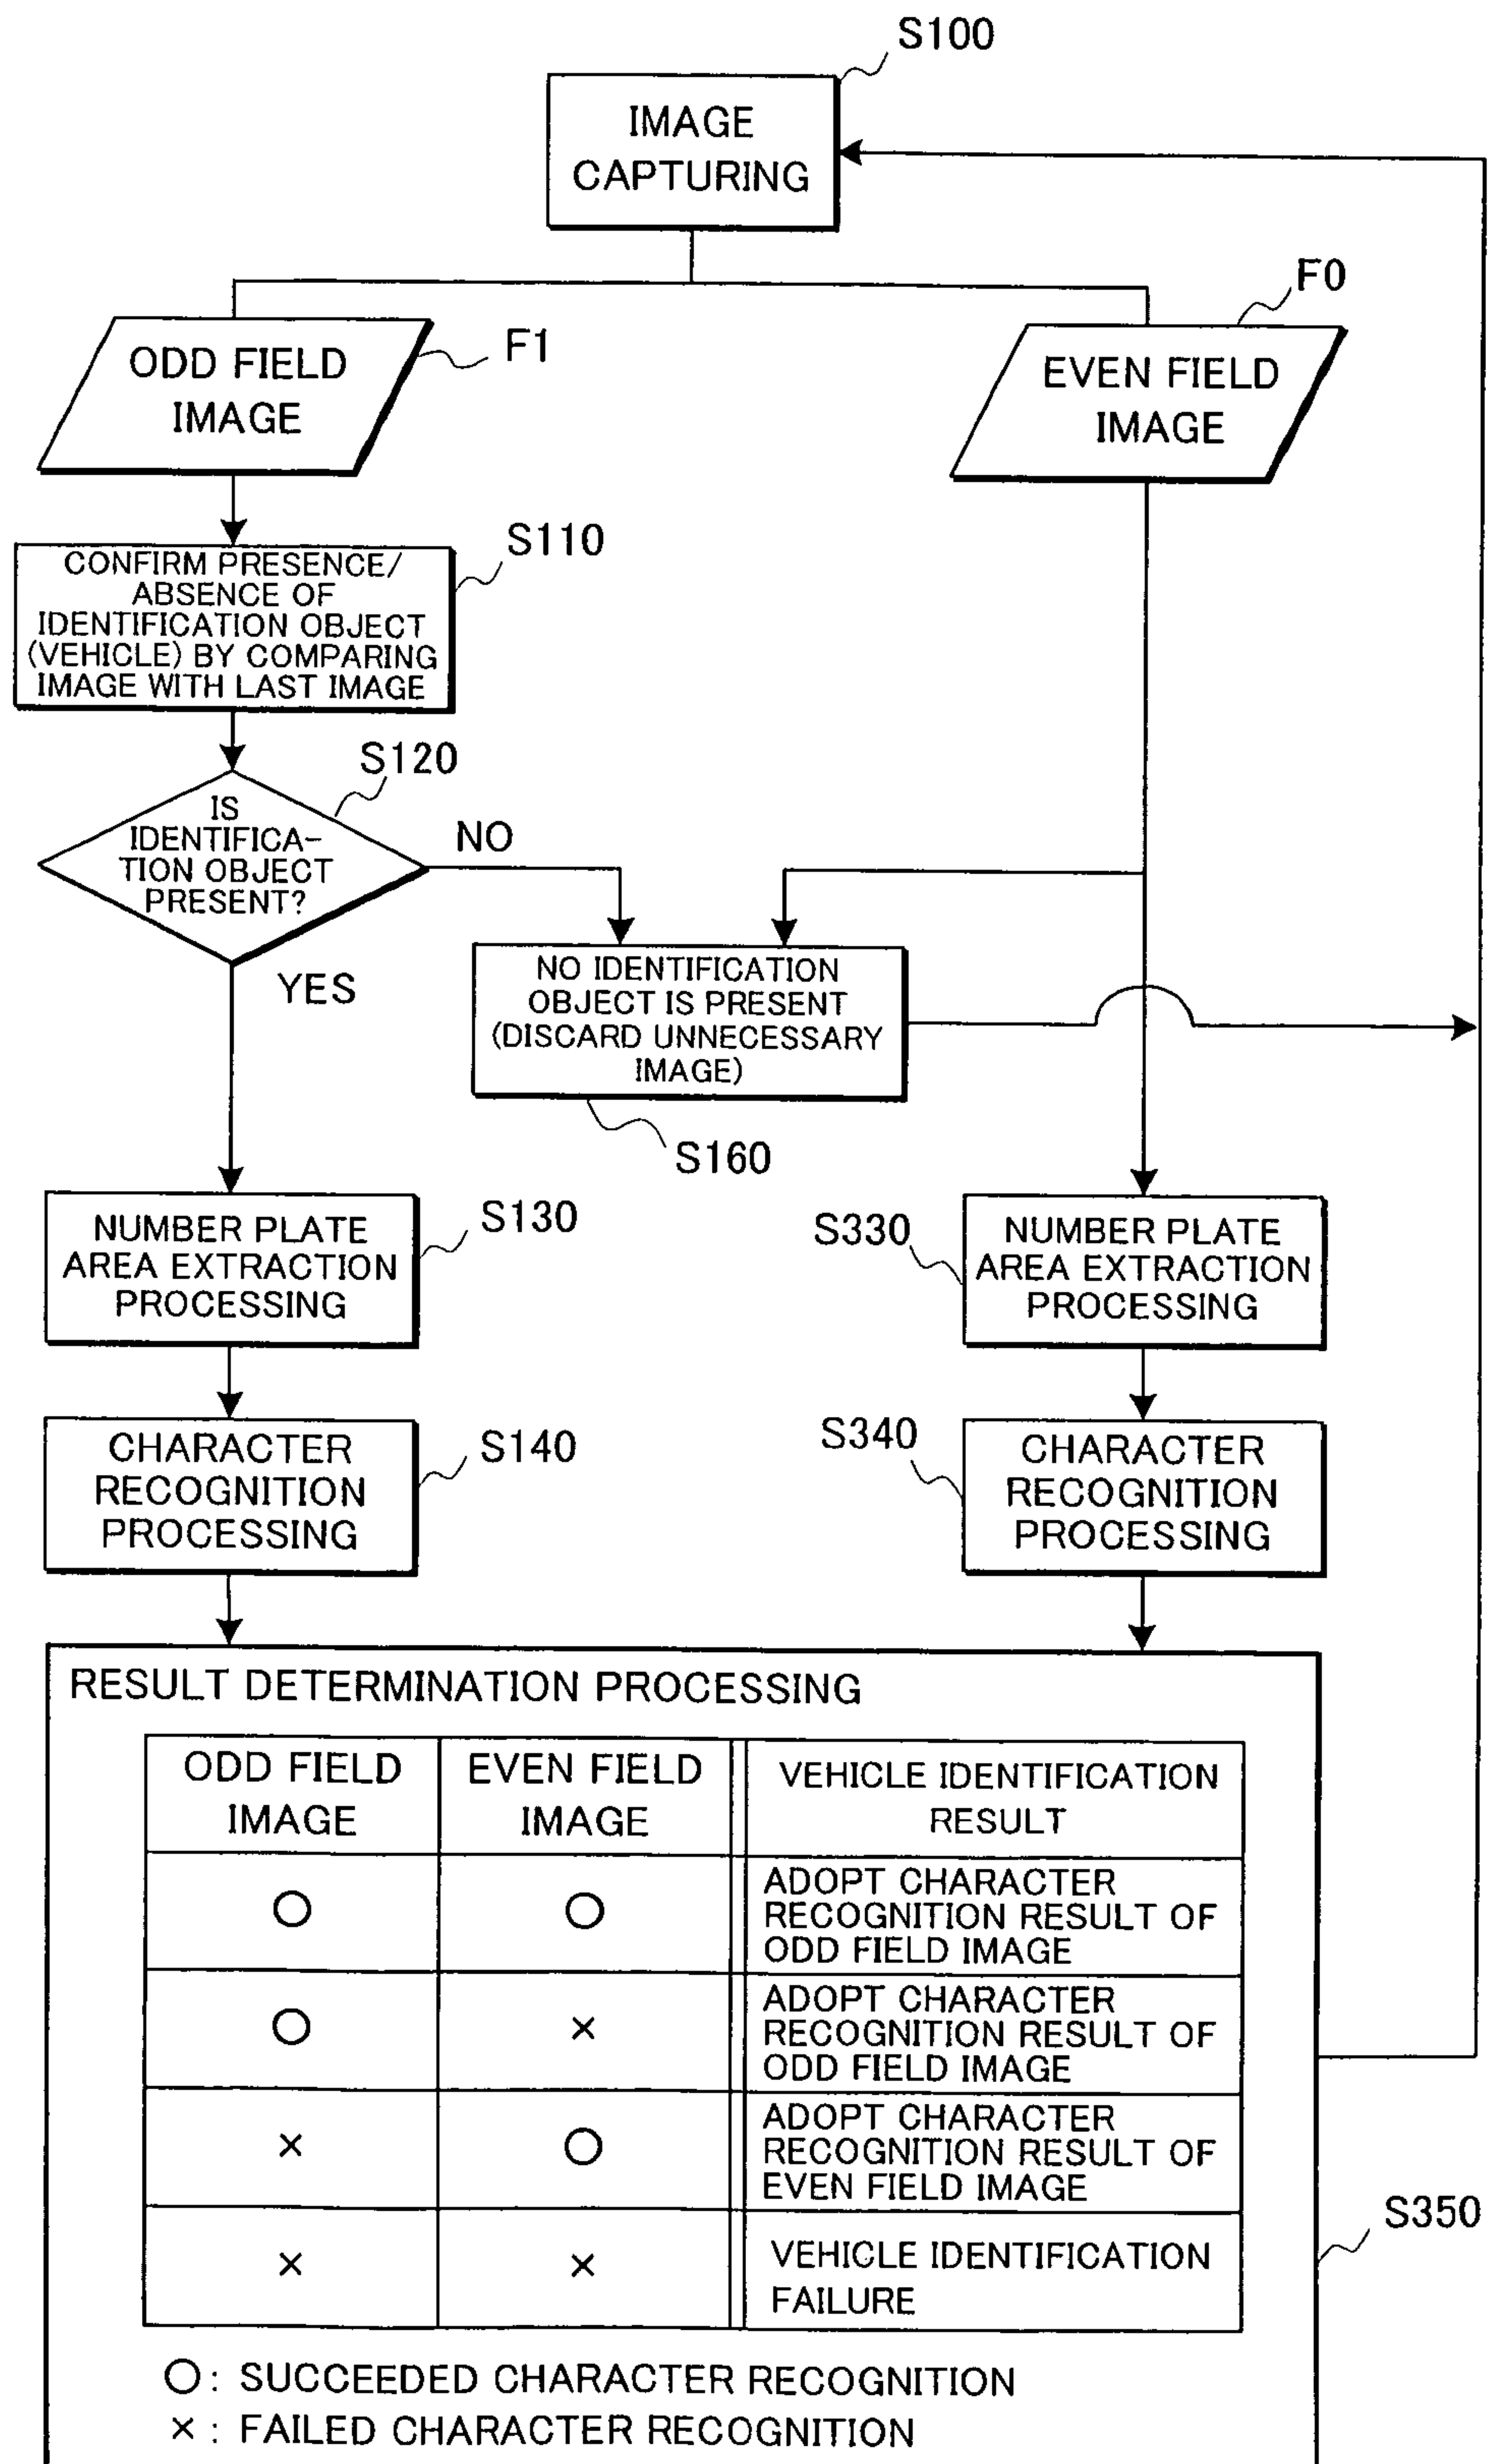 S100
IMAGE
CAPTURING
F0
F1
ODD FIELD
IMAGE
EVEN FIELD
IMAGE
S110
CONFIRM PRESENCE/
ABSENCE OF
IDENTIFICATION OBJECT
(VEHICLE) BY COMPARING
IMAGE WITH LAST IMAGE
S120
IS
IDENTIFICA-
TION OBJECT
PRESENT?
NO
YES
NO IDENTIFICATION
OBJECT IS PRESENT
(DISCARD UNNECESSARY
IMAGE)
S160
S130
NUMBER PLATE
AREA EXTRACTION
PROCESSING
S330
NUMBER PLATE
AREA EXTRACTION
PROCESSING
S140
CHARACTER
RECOGNITION
PROCESSING
S340
CHARACTER
RECOGNITION
PROCESSING
RESULT DETERMINATION PROCESSING
ODD FIELD
IMAGE
EVEN FIELD
IMAGE
VEHICLE IDENTIFICATION
RESULT
○
○
ADOPT CHARACTER
RECOGNITION RESULT OF
ODD FIELD IMAGE
○
×
ADOPT CHARACTER
RECOGNITION RESULT OF
ODD FIELD IMAGE
×
○
ADOPT CHARACTER
RECOGNITION RESULT OF
EVEN FIELD IMAGE
×
×
VEHICLE IDENTIFICATION
FAILURE
S350
○: SUCCEEDED CHARACTER RECOGNITION
×: FAILED CHARACTER RECOGNITION